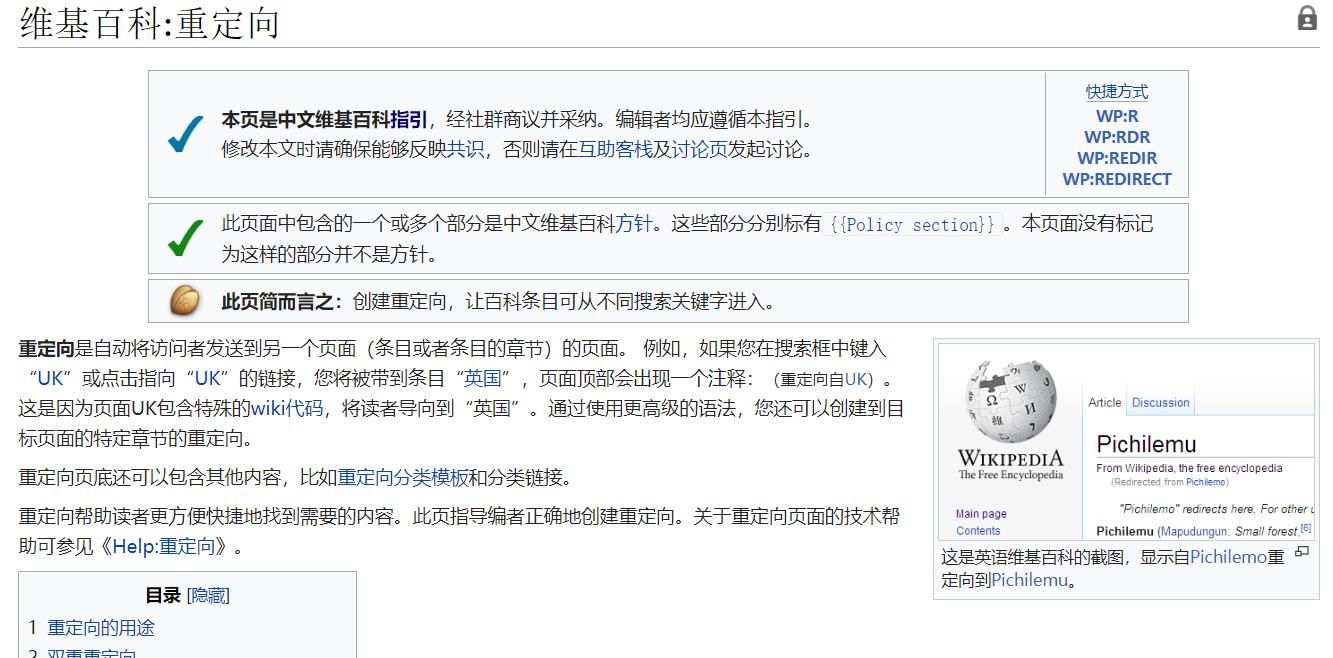 维基百科:重定向
本页是中文维基百科指引，经社群商议并采纳。编辑者均应遵循本指引。
修改本文时请确保能够反映共识，否则请在互助客栈及讨论页发起讨论。
快捷方式
WP:R
WP:RDR
WP:REDIR
WP:REDIRECT
此页面中包含的一个或多个部分是中文维基百科方针。这些部分分别标有 {{Policy section}} 。本页面没有标记
为这样的部分并不是方针。
此页简而言之：创建重定向，让百科条目可从不同搜索关键字进入。
重定向是自动将访问者发送到另一个页面（条目或者条目的章节）的页面。 例如，如果您在搜索框中键入
“UK”或点击指向“UK”的链接，您将被带到条目“英国”，页面顶部会出现一个注释：（重定向自UK）。
这是因为页面UK包含特殊的wiki代码，将读者导向到“英国”。通过使用更高级的语法，您还可以创建到目
标页面的特定章节的重定向。
重定向页底还可以包含其他内容，比如重定向分类模板和分类链接。
重定向帮助读者更方便快捷地找到需要的内容。此页指导编者正确地创建重定向。关于重定向页面的技术帮
助可参见《Help:重定向》。
WIKIPEDIA
The Free Encyclopedia
Main page
Contents
Article Discussion
Pichilemu
From Wikipedia, the free encyclopedia
(Redirected from Pichilemo)
"Pichilemo" redirects here. For other u
Pichilemu (Mapudungun: Small forest,[6]
这是英语维基百科的截图，显示自Pichilemo重
定向到Pichilemu。
目录 [隐藏]
1 重定向的用途
2 双重重定向